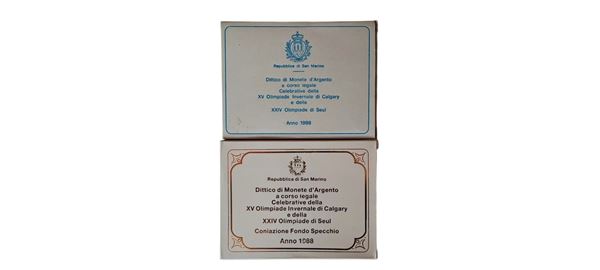 Repubblica di San Marino
Dittico di Monete d'Argento
a corso legale
Celebrative della
XV Olimpiade Invernale di Calgary
e della
XXIV Olimpiade di Seul
Anno 1988
Repubblica di San Marino
Dittico di Monete d'Argento
a corso legale
Celebrative della
XV Olimpiade Invernale di Calgary
e della
XXIV Olimpiade di Seul
Coniazione Fondo Specchio
Anno 1988